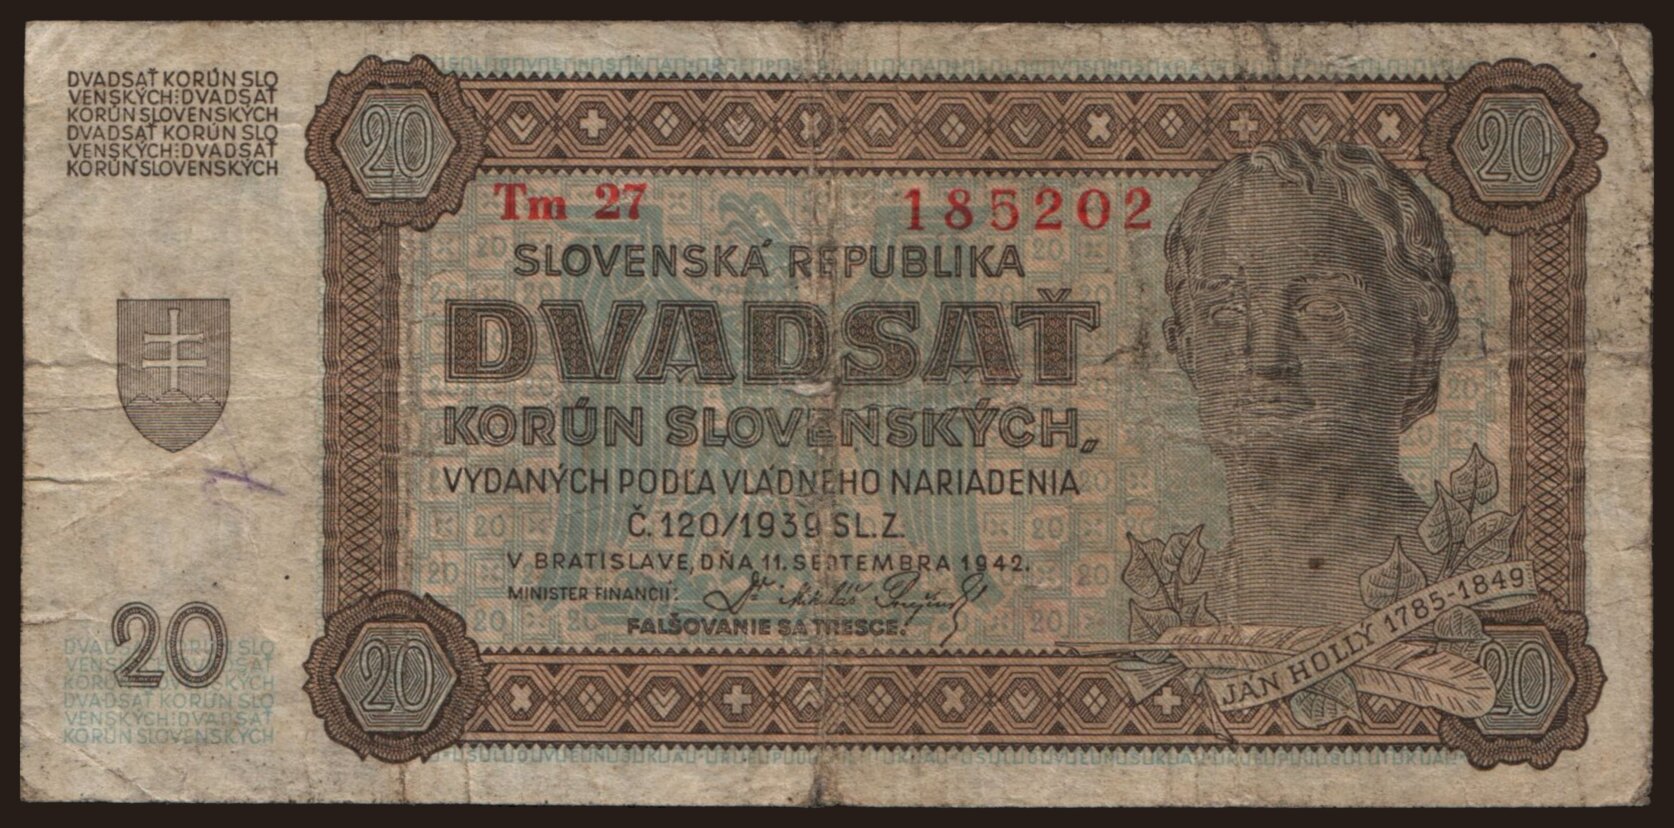 DVADSAŤ KORÚN SLO
VENSKÝCH:DVADSAŤ
KORÚN SLOVENSKÝCH
DVADSAŤ KORÚN SLO
VENSKÝCH:DVADSAŤ
KORÚN SLOVENSKÝCH
20
20
Tm 27
185202
SLOVENSKÁ REPUBLIKA
DVADSAŤ
KORÚN SLOVENSKÝCH,
VYDANÝCH PODĽA VLÁDNEHO NARIADENIA
Č. 120/1939 SL. Z.
V BRATISLAVE, DŇA 11. SEPTEMBRA 1942.
MINISTER FINANCIÍ:
FALŠOVANIE SA TRESCE.
JÁN HOLLÝ 1785-1849
20
DVADSAŤ KORÚN SLO
VENSKÝCH:DVADSAŤ
KORÚN SLOVENSKÝCH
DVADSAŤ KORÚN SLO
VENSKÝCH:DVADSAŤ
KORÚN SLOVENSKÝCH
20
20